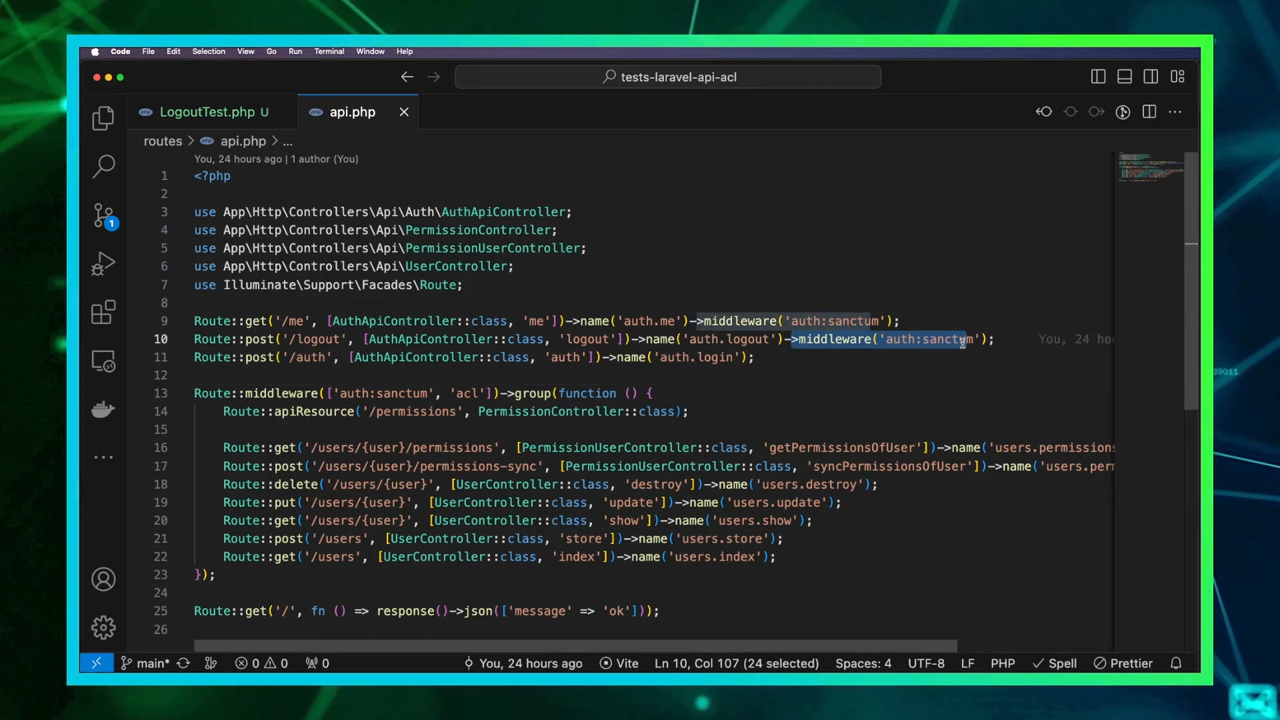 Code File Edit Selection View Go Run Terminal Window Help
tests-laravel-api-acl
LogoutTest.php U
api.php
routes > api.php > ...
You, 24 hours ago | 1 author (You)
1 <?php
2
3 use App\Http\Controllers\Api\Auth\AuthApiController;
4 use App\Http\Controllers\Api\PermissionController;
5 use App\Http\Controllers\Api\PermissionUserController;
6 use App\Http\Controllers\Api\UserController;
7 use Illuminate\Support\Facades\Route;
8
9 Route::get('/me', [AuthApiController::class, 'me'])->name('auth.me')->middleware('auth:sanctum');
10 Route::post('/logout', [AuthApiController::class, 'logout'])->name('auth.logout')->middleware('auth:sanctum'); You, 24 hou
11 Route::post('/auth', [AuthApiController::class, 'auth'])->name('auth.login');
12
13 Route::middleware(['auth:sanctum', 'acl'])->group(function () {
14 Route::apiResource('/permissions', PermissionController::class);
15
16 Route::get('/users/{user}/permissions', [PermissionUserController::class, 'getPermissionsOfUser'])->name('users.permissions
17 Route::post('/users/{user}/permissions-sync', [PermissionUserController::class, 'syncPermissionsOfUser'])->name('users.perm
18 Route::delete('/users/{user}', [UserController::class, 'destroy'])->name('users.destroy');
19 Route::put('/users/{user}', [UserController::class, 'update'])->name('users.update');
20 Route::get('/users/{user}', [UserController::class, 'show'])->name('users.show');
21 Route::post('/users', [UserController::class, 'store'])->name('users.store');
22 Route::get('/users', [UserController::class, 'index'])->name('users.index');
23 });
24
25 Route::get('/', fn () => response()->json(['message' => 'ok']));
26
1
main* 0 0 0 You, 24 hours ago Vite Ln 10, Col 107 (24 selected) Spaces: 4 UTF-8 LF PHP Spell Prettier